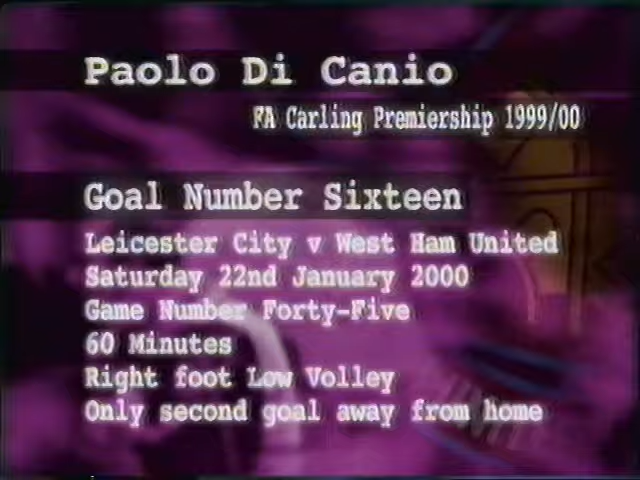 Paolo Di Canio
FA Carling Premiership 1999/00
Goal Number Sixteen
Leicester City v West Ham United
Saturday 22nd January 2000
Game Number Forty-Five
60 Minutes
Right foot Low Volley
Only second goal away from home